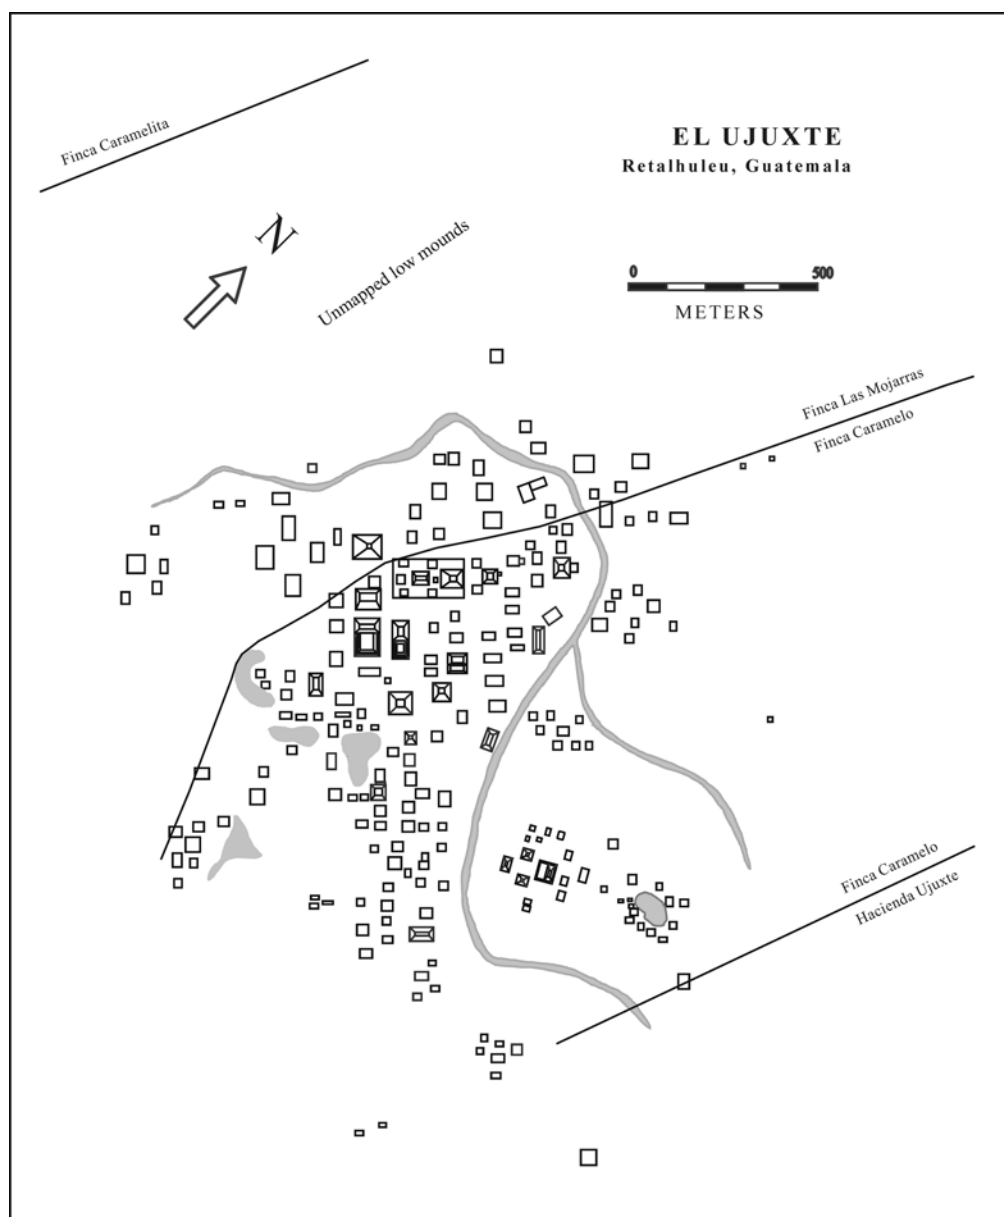 EL UJUXTE
Retalhuleu, Guatemala
Finca Caramelita
N
Unmapped low mounds
0 500
METERS
Finca Las Mojarras
Finca Caramelo
Finca Caramelo
Hacienda Ujuxte